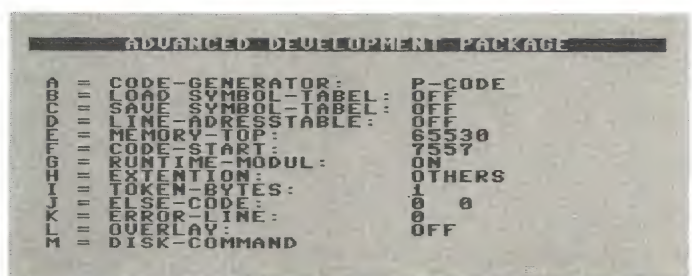 ADVANCED DEVELOPMENT PACKAGE
A = CODE-GENERATOR: P-CODE
B = LOAD SYMBOL-TABEL: OFF
C = SAVE SYMBOL-TABEL: OFF
D = LINE-ADRESSTABLE: OFF
E = MEMORY-TOP: 65530
F = CODE-START: 7557
G = RUNTIME-MODUL: ON
H = EXTENTION: OTHERS
I = TOKEN-BYTES: 1
J = ELSE-CODE: 0 0
K = ERROR-LINE: 0
L = OVERLAY: OFF
M = DISK-COMMAND